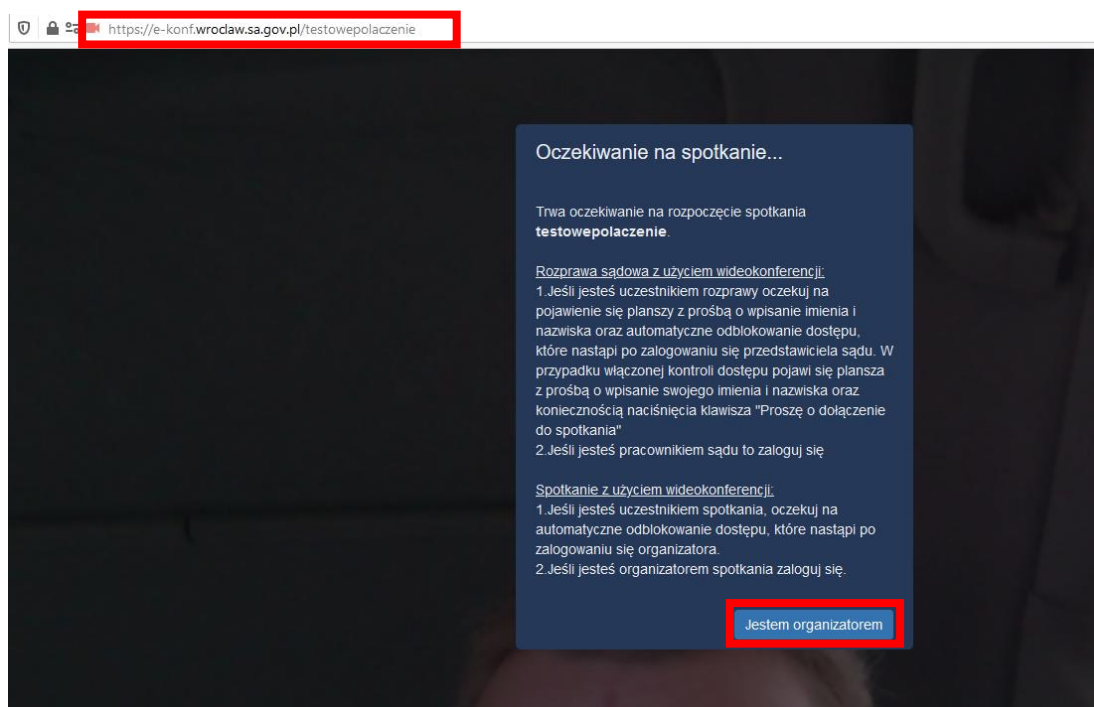 https://e-konf.wroclaw.sa.gov.pl/testowepolaczenie
Oczekiwanie na spotkanie...
Trwa oczekiwanie na rozpoczęcie spotkania
testowepolaczenie.
Rozprawa sądowa z użyciem wideokonferencji:
1.Jeśli jesteś uczestnikiem rozprawy oczekuj na
pojawienie się planszy z prośbą o wpisanie imienia i
nazwiska oraz automatyczne odblokowanie dostępu,
które nastąpi po zalogowaniu się przedstawiciela sądu. W
przypadku włączonej kontroli dostępu pojawi się plansza
z prośbą o wpisanie swojego imienia i nazwiska oraz
koniecznością naciśnięcia klawisza "Proszę o dołączenie
do spotkania"
2.Jeśli jesteś pracownikiem sądu to zaloguj się
Spotkanie z użyciem wideokonferencji:
1.Jeśli jesteś uczestnikiem spotkania, oczekuj na
automatyczne odblokowanie dostępu, które nastąpi po
zalogowaniu się organizatora.
2.Jeśli jesteś organizatorem spotkania zaloguj się.
Jestem organizatorem